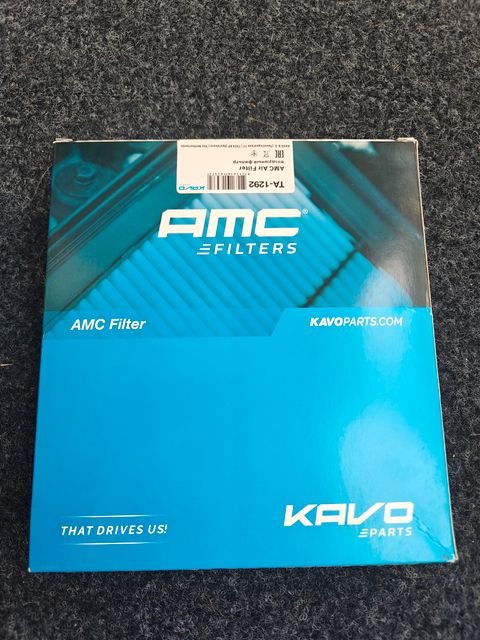 TA-1292 KAVO
AMC Air Filter
воздушный фильтр
EAC
AMC®
FILTERS
AMC Filter
KAVOPARTS.COM
THAT DRIVES US!
KAVO
PARTS